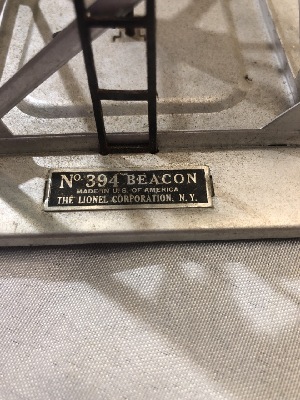 No. 394 BEACON
MADE IN U.S. OF AMERICA
THE LIONEL CORPORATION, N.Y.